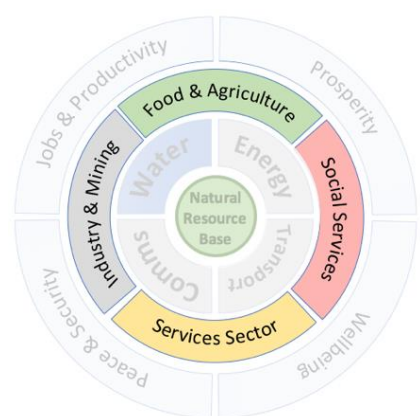 Jobs & Productivity
Prosperity
Food & Agriculture
Industry & Mining
Water
Energy
Social Services
Natural
Resource
Base
Comms
Transport
Services Sector
Peace & Security
Wellbeing